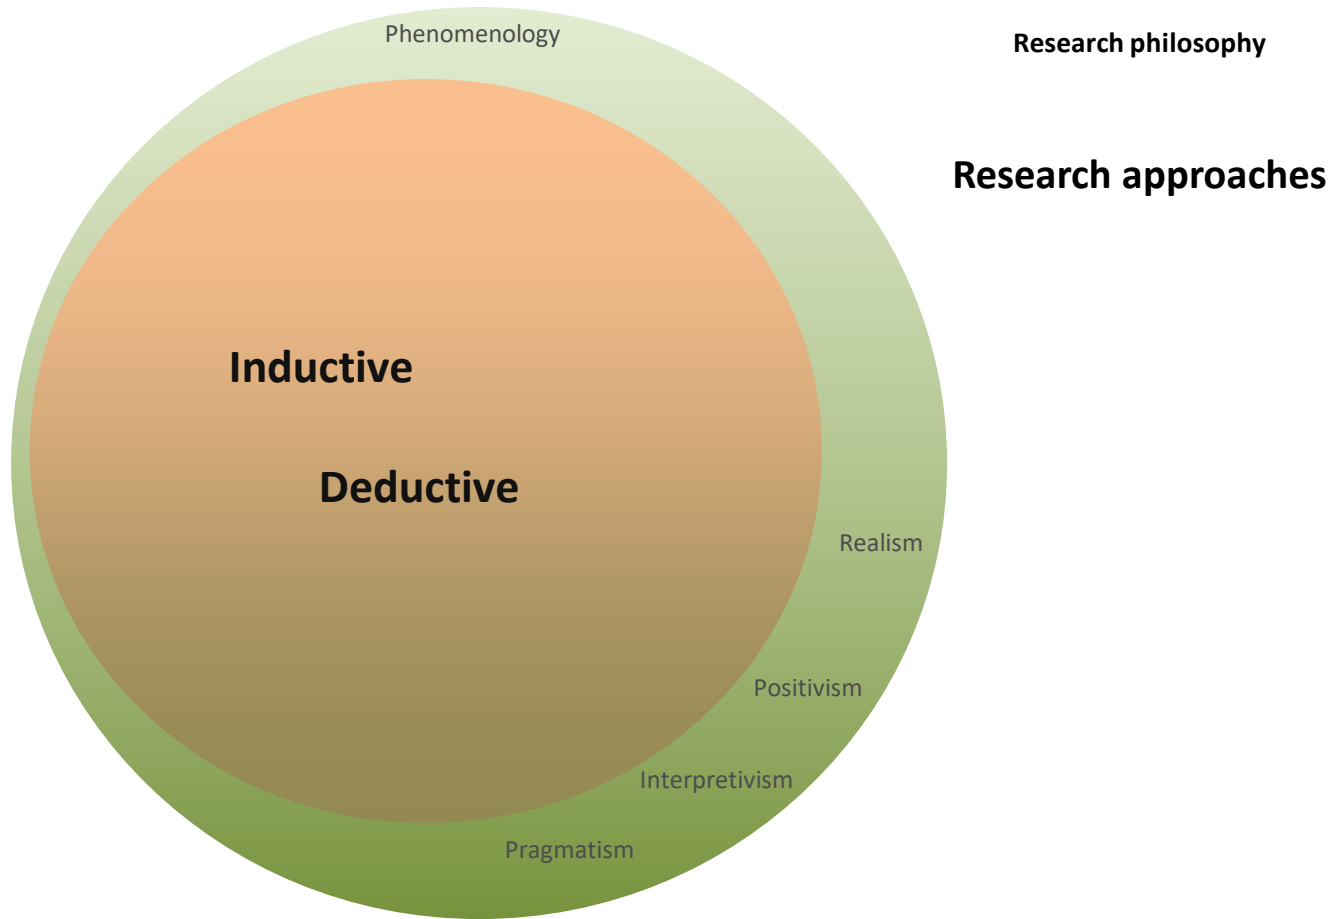 Phenomenology
Research philosophy
Research approaches
Inductive
Deductive
Realism
Positivism
Interpretivism
Pragmatism